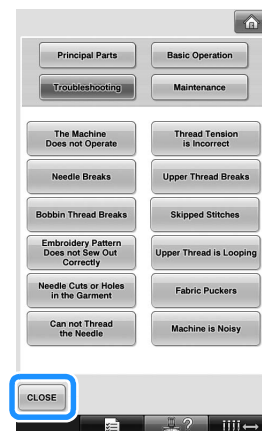 Principal Parts
Basic Operation
Troubleshooting
Maintenance
The Machine
Does not Operate
Thread Tension
is Incorrect
Needle Breaks
Upper Thread Breaks
Bobbin Thread Breaks
Skipped Stitches
Embroidery Pattern
Does not Sew Out
Correctly
Upper Thread is Looping
Needle Cuts or Holes
in the Garment
Fabric Puckers
Can not Thread
the Needle
Machine is Noisy
CLOSE
?